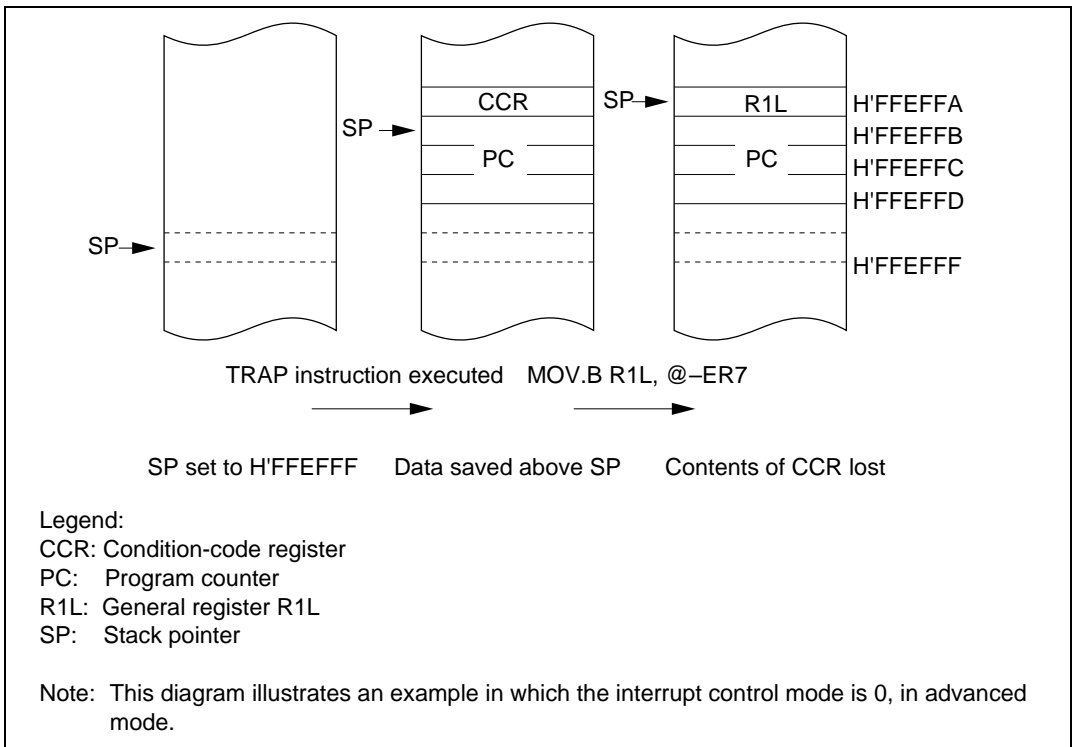 CCR
SP
R1L
H'FFEFFA
SP
H'FFEFFB
PC
PC
H'FFEFFC
H'FFEFFD
SP
H'FFEFFF
TRAP instruction executed MOV.B R1L, @–ER7
SP set to H'FFEFFF Data saved above SP Contents of CCR lost
Legend:
CCR: Condition-code register
PC: Program counter
R1L: General register R1L
SP: Stack pointer
Note: This diagram illustrates an example in which the interrupt control mode is 0, in advanced
mode.